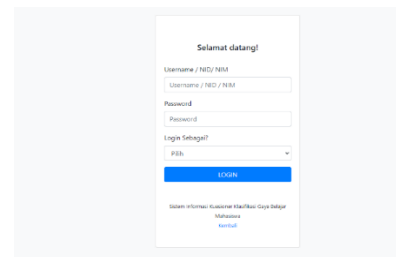 Selamat datang!
Username / NID/ NIM
Username / NID / NIM
Password
Password
Login Sebagai?
Pilih
LOGIN
Sistem Informasi Kuesioner Klasifikasi Gaya Belajar
Mahasiswa
Kembali